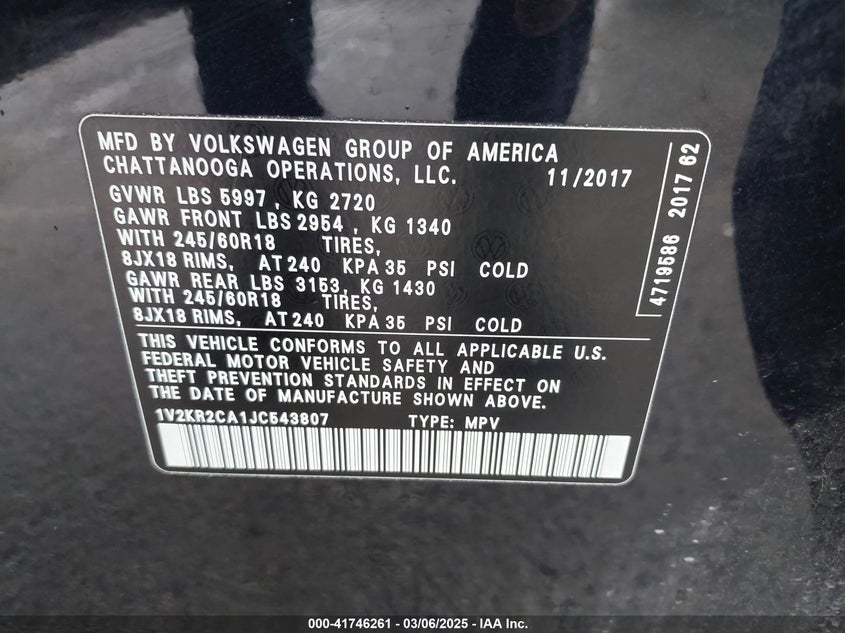 MFD BY VOLKSWAGEN GROUP OF AMERICA
CHATTANOOGA OPERATIONS, LLC. 11/2017
GVWR LBS 5997, KG 2720
GAWR FRONT LBS 2954, KG 1340
WITH 245/60R18 TIRES,
8JX18 RIMS, AT 240 KPA 35 PSI COLD
GAWR REAR LBS 3153, KG 1430
WITH 245/60R18 TIRES,
8JX18 RIMS, AT 240 KPA 35 PSI COLD
THIS VEHICLE CONFORMS TO ALL APPLICABLE U.S.
FEDERAL MOTOR VEHICLE SAFETY AND
THEFT PREVENTION STANDARDS IN EFFECT ON
THE DATE OF MANUFACTURE SHOWN ABOVE.
1V2KR2CA1JC543807 TYPE: MPV
4719586 2017 62
000-41746261 - 03/06/2025 - IAA Inc.